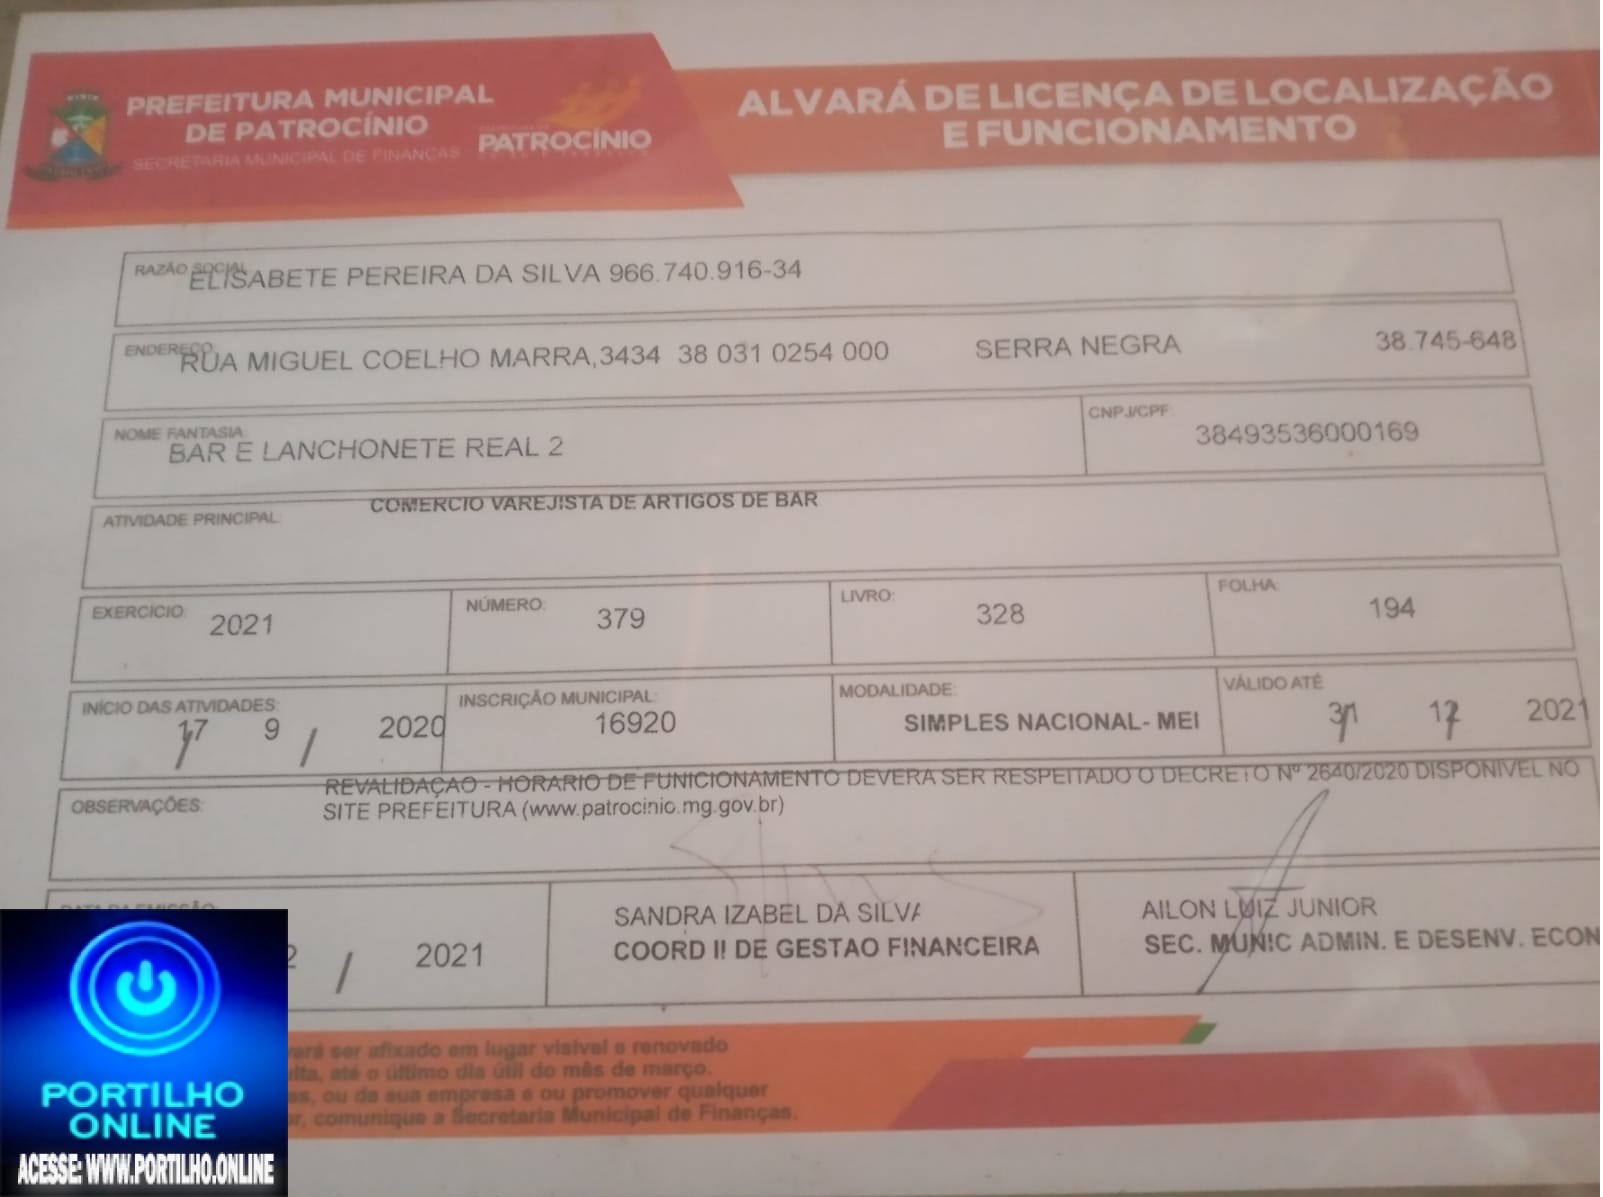 PREFEITURA MUNICIPAL
DE PATROCÍNIO
SECRETARIA MUNICIPAL DE FINANÇAS
PATROCÍNIO
ALVARÁ DE LICENÇA DE LOCALIZAÇÃO
E FUNCIONAMENTO
RAZÃO SOCIAL
ELISABETE PEREIRA DA SILVA 966.740.916-34
ENDEREÇO:
RUA MIGUEL COELHO MARRA,3434 38 031 0254 000 SERRA NEGRA 38.745-648
NOME FANTASIA:
BAR E LANCHONETE REAL 2
CNPJ/CPF:
38493536000169
ATIVIDADE PRINCIPAL:
COMERCIO VAREJISTA DE ARTIGOS DE BAR
EXERCÍCIO: 2021
NÚMERO: 379
LIVRO: 328
FOLHA: 194
INÍCIO DAS ATIVIDADES:
17 / 9 / 2020
INSCRIÇÃO MUNICIPAL:
16920
MODALIDADE:
SIMPLES NACIONAL- MEI
VÁLIDO ATÉ
31 / 12 / 2021
OBSERVAÇÕES:
REVALIDAÇAO - HORARIO DE FUNICIONAMENTO DEVERA SER RESPEITADO O DECRETO Nº 2640/2020 DISPONIVEL NO
SITE PREFEITURA (www.patrocinio.mg.gov.br)
DATA DA EMISSÃO:
2 / 2021
SANDRA IZABEL DA SILVA
COORD II DE GESTAO FINANCEIRA
AILON LUIZ JUNIOR
SEC. MUNIC ADMIN. E DESENV. ECON
ser afixado em lugar visível e renovado
até o último dia útil do mês de março.
ou da sua empresa e ou promover qualquer
comunique a Secretaria Municipal de Finanças.
PORTILHO
ONLINE
ACESSE: WWW.PORTILHO.ONLINE